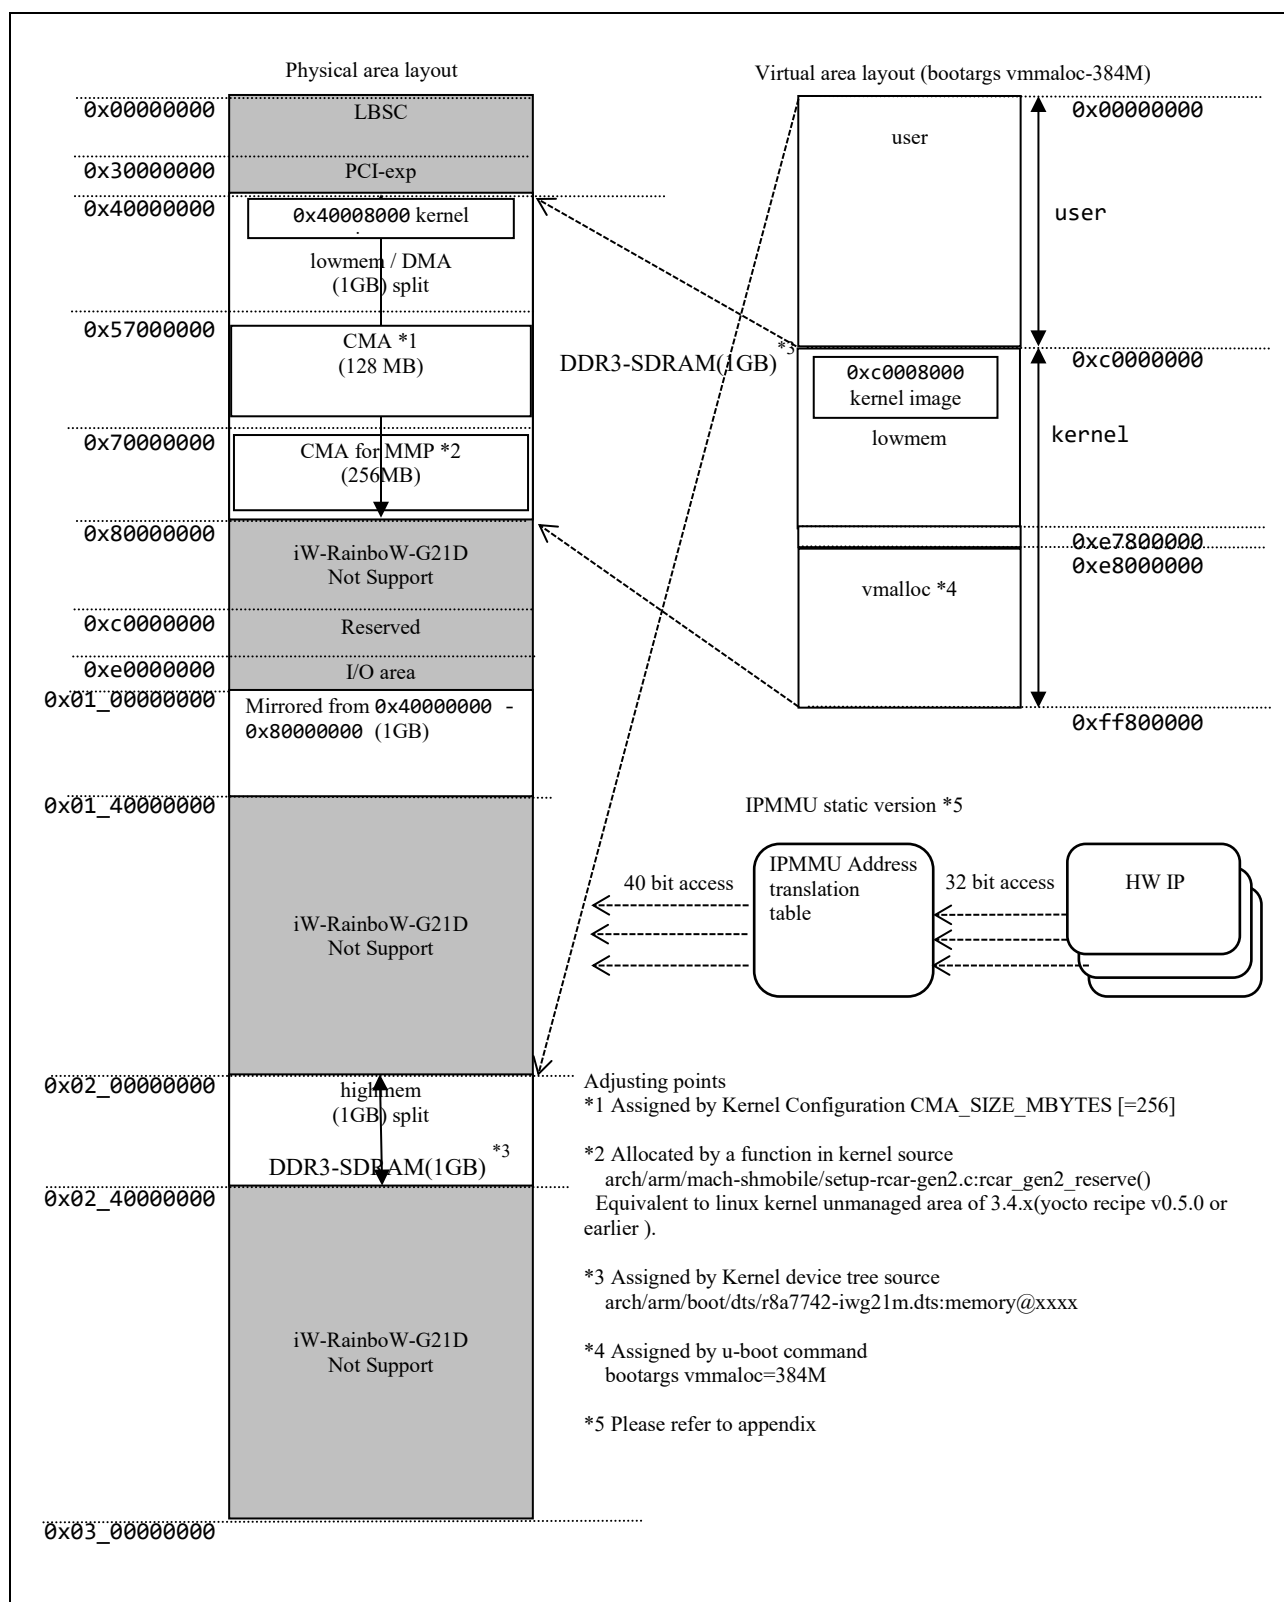 Physical area layout
0x00000000
LBSC
0x30000000
PCI-exp
0x40000000
0x40008000 kernel
lowmem / DMA
(1GB) split
0x57000000
CMA *1
(128 MB)
0x70000000
CMA for MMP *2
(256MB)
0x80000000
iW-RainboW-G21D
Not Support
0xc0000000
Reserved
0xe0000000
I/O area
0x01_00000000
Mirrored from 0x40000000 -
0x80000000 (1GB)
0x01_40000000
iW-RainboW-G21D
Not Support
0x02_00000000
highmem
(1GB) split
DDR3-SDRAM(1GB) *3
0x02_40000000
iW-RainboW-G21D
Not Support
0x03_00000000
DDR3-SDRAM(1GB) *3
Virtual area layout (bootargs vmmaloc-384M)
0x00000000
user
user
0xc0000000
0xc0008000
kernel image
lowmem
kernel
0xe7800000
0xe8000000
vmalloc *4
0xff800000
IPMMU static version *5
40 bit access
IPMMU Address
translation
table
32 bit access
HW IP
Adjusting points
*1 Assigned by Kernel Configuration CMA_SIZE_MBYTES [=256]
*2 Allocated by a function in kernel source
arch/arm/mach-shmobile/setup-rcar-gen2.c:rcar_gen2_reserve()
Equivalent to linux kernel unmanaged area of 3.4.x(yocto recipe v0.5.0 or
earlier ).
*3 Assigned by Kernel device tree source
arch/arm/boot/dts/r8a7742-iwg21m.dts:memory@xxxx
*4 Assigned by u-boot command
bootargs vmmaloc=384M
*5 Please refer to appendix